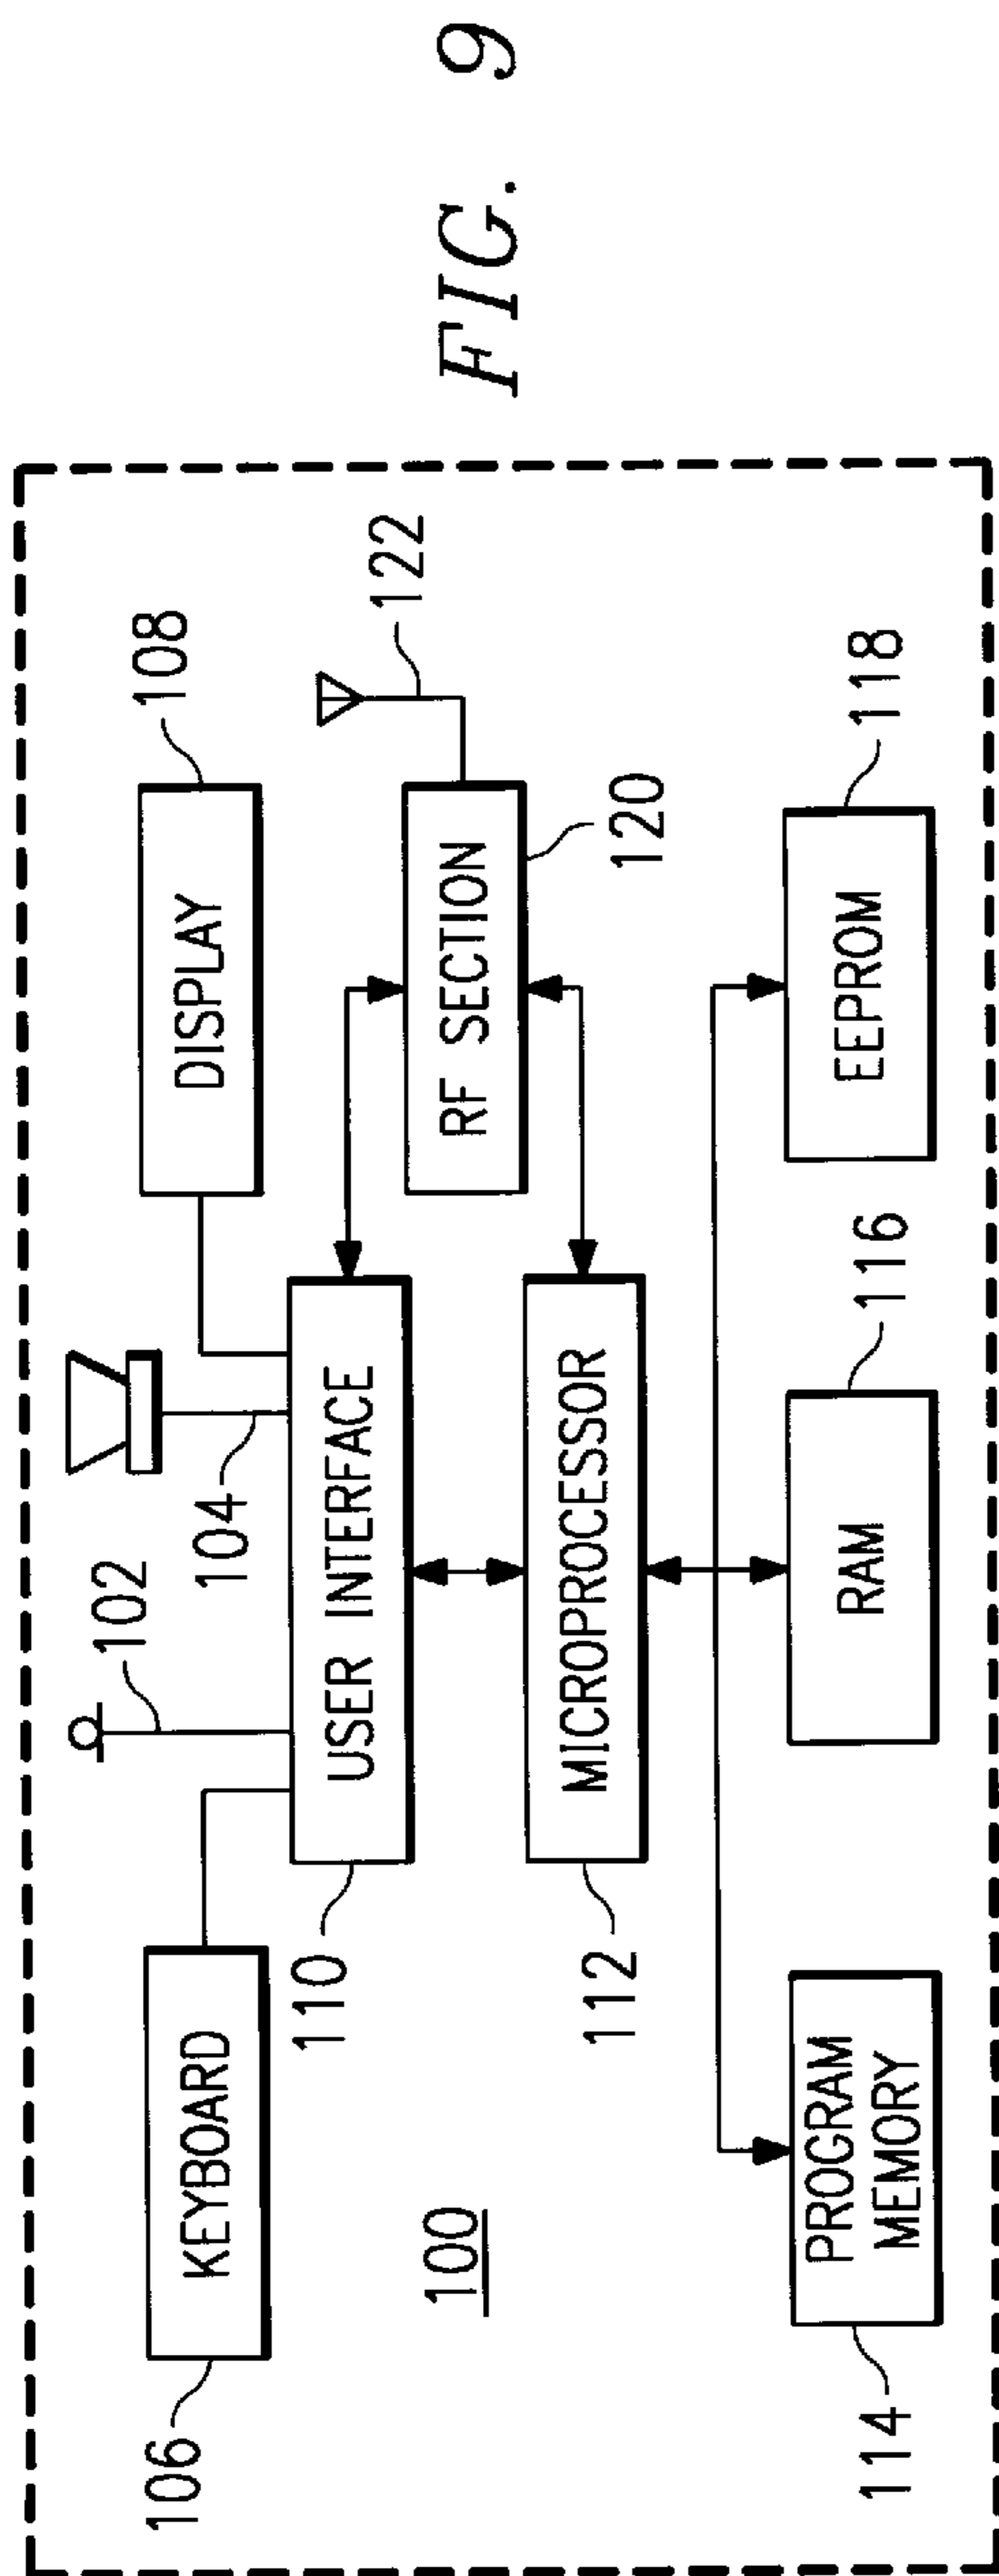 102
104
108
106
KEYBOARD
DISPLAY
110
USER INTERFACE
122
RF SECTION
120
100
112
MICROPROCESSOR
114
PROGRAM
MEMORY
116
RAM
118
EEPROM
FIG. 9